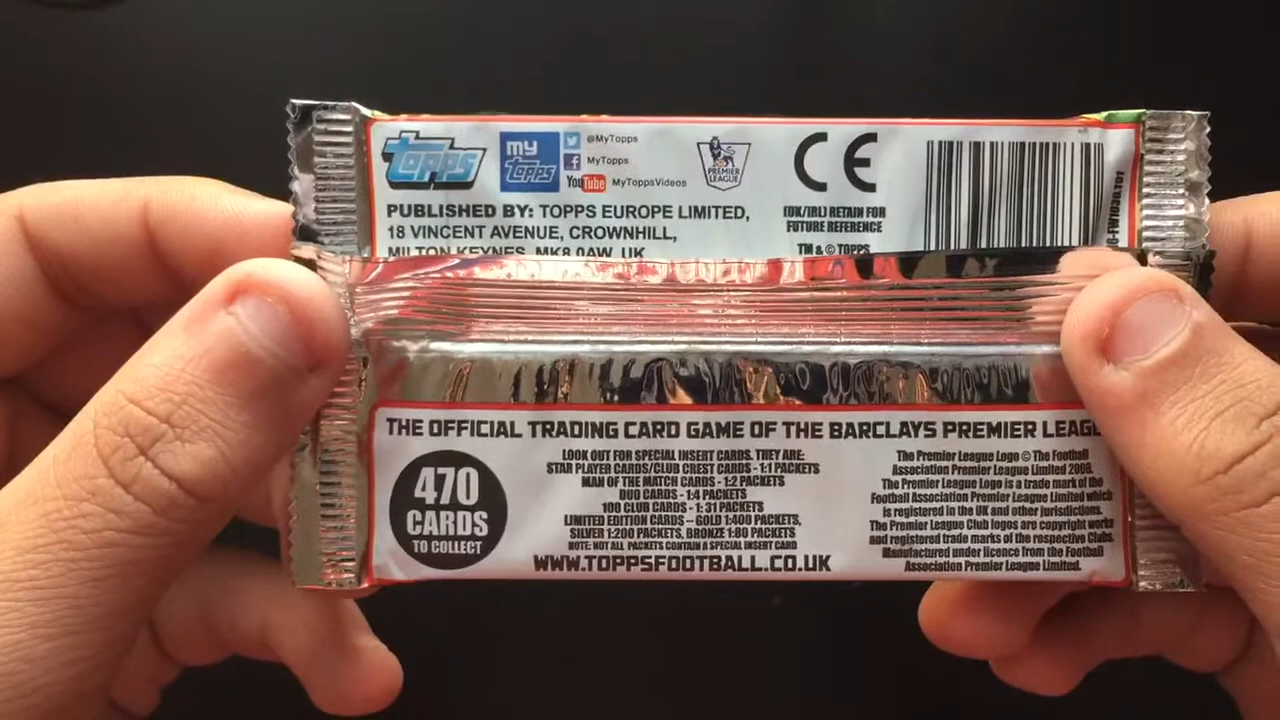 topps
my topps
@MyTopps
MyTopps
YouTube MyToppsVideos
PREMIER LEAGUE
CE
PUBLISHED BY: TOPPS EUROPE LIMITED,
18 VINCENT AVENUE, CROWNHILL,
MILTON KEYNES, MK8 0AW, UK
(UK/IRL) RETAIN FOR
FUTURE REFERENCE
TM & © TOPPS
THE OFFICIAL TRADING CARD GAME OF THE BARCLAYS PREMIER LEAG
470
CARDS
TO COLLECT
LOOK OUT FOR SPECIAL INSERT CARDS. THEY ARE:
STAR PLAYER CARDS/CLUB CREST CARDS - 1:1 PACKETS
MAN OF THE MATCH CARDS - 1:2 PACKETS
DUO CARDS - 1:4 PACKETS
100 CLUB CARDS - 1: 31 PACKETS
LIMITED EDITION CARDS – GOLD 1:400 PACKETS,
SILVER 1:200 PACKETS, BRONZE 1:80 PACKETS
NOTE: NOT ALL PACKETS CONTAIN A SPECIAL INSERT CARD
WWW.TOPPSFOOTBALL.CO.UK
The Premier League Logo © The Football
Association Premier League Limited 2006.
The Premier League Logo is a trade mark of the
Football Association Premier League Limited which
is registered in the UK and other jurisdictions.
The Premier League Club logos are copyright works
and registered trade marks of the respective Clubs.
Manufactured under licence from the Football
Association Premier League Limited.